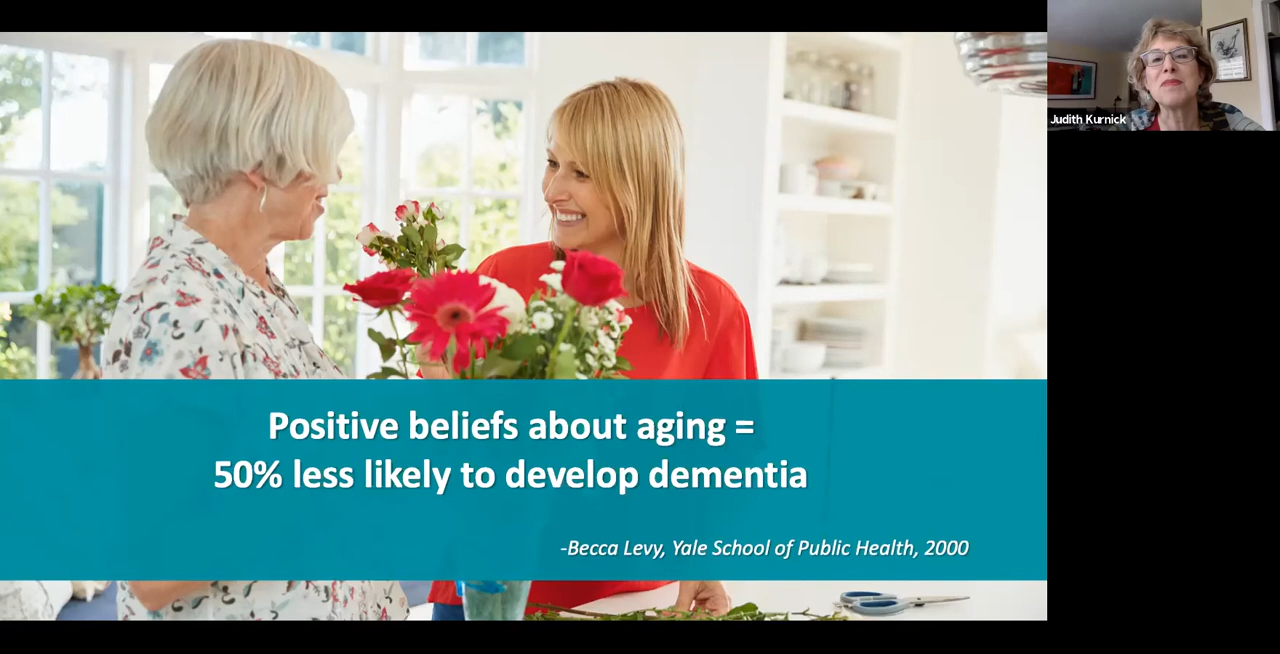 Judith Kurnick
Positive beliefs about aging =
50% less likely to develop dementia
-Becca Levy, Yale School of Public Health, 2000